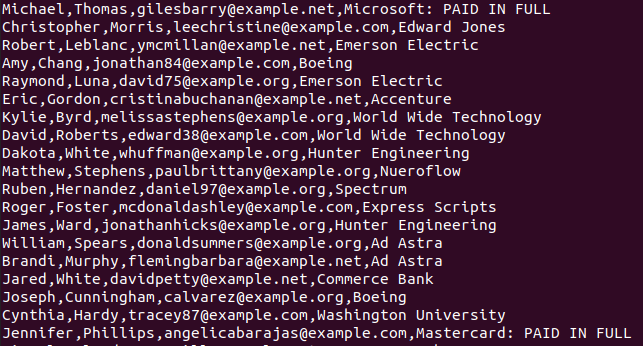 Michael,Thomas,gilesbarry@example.net,Microsoft: PAID IN FULL
Christopher,Morris,leechristine@example.com,Edward Jones
Robert,Leblanc,ymcmillan@example.net,Emerson Electric
Amy,Chang,jonathan84@example.com,Boeing
Raymond,Luna,david75@example.org,Emerson Electric
Eric,Gordon,cristinabuchanan@example.net,Accenture
Kylie,Byrd,melissastephens@example.org,World Wide Technology
David,Roberts,edward38@example.com,World Wide Technology
Dakota,White,whuffman@example.org,Hunter Engineering
Matthew,Stephens,paulbrittany@example.org,Nueroflow
Ruben,Hernandez,daniel97@example.org,Spectrum
Roger,Foster,mcdonaldashley@example.com,Express Scripts
James,Ward,jonathanhicks@example.org,Hunter Engineering
William,Spears,donaldsummers@example.org,Ad Astra
Brandi,Murphy,flemingbarbara@example.net,Ad Astra
Jared,White,davidpetty@example.net,Commerce Bank
Joseph,Cunningham,calvarez@example.org,Boeing
Cynthia,Hardy,tracey87@example.com,Washington University
Jennifer,Phillips,angelicabarajas@example.com,Mastercard: PAID IN FULL